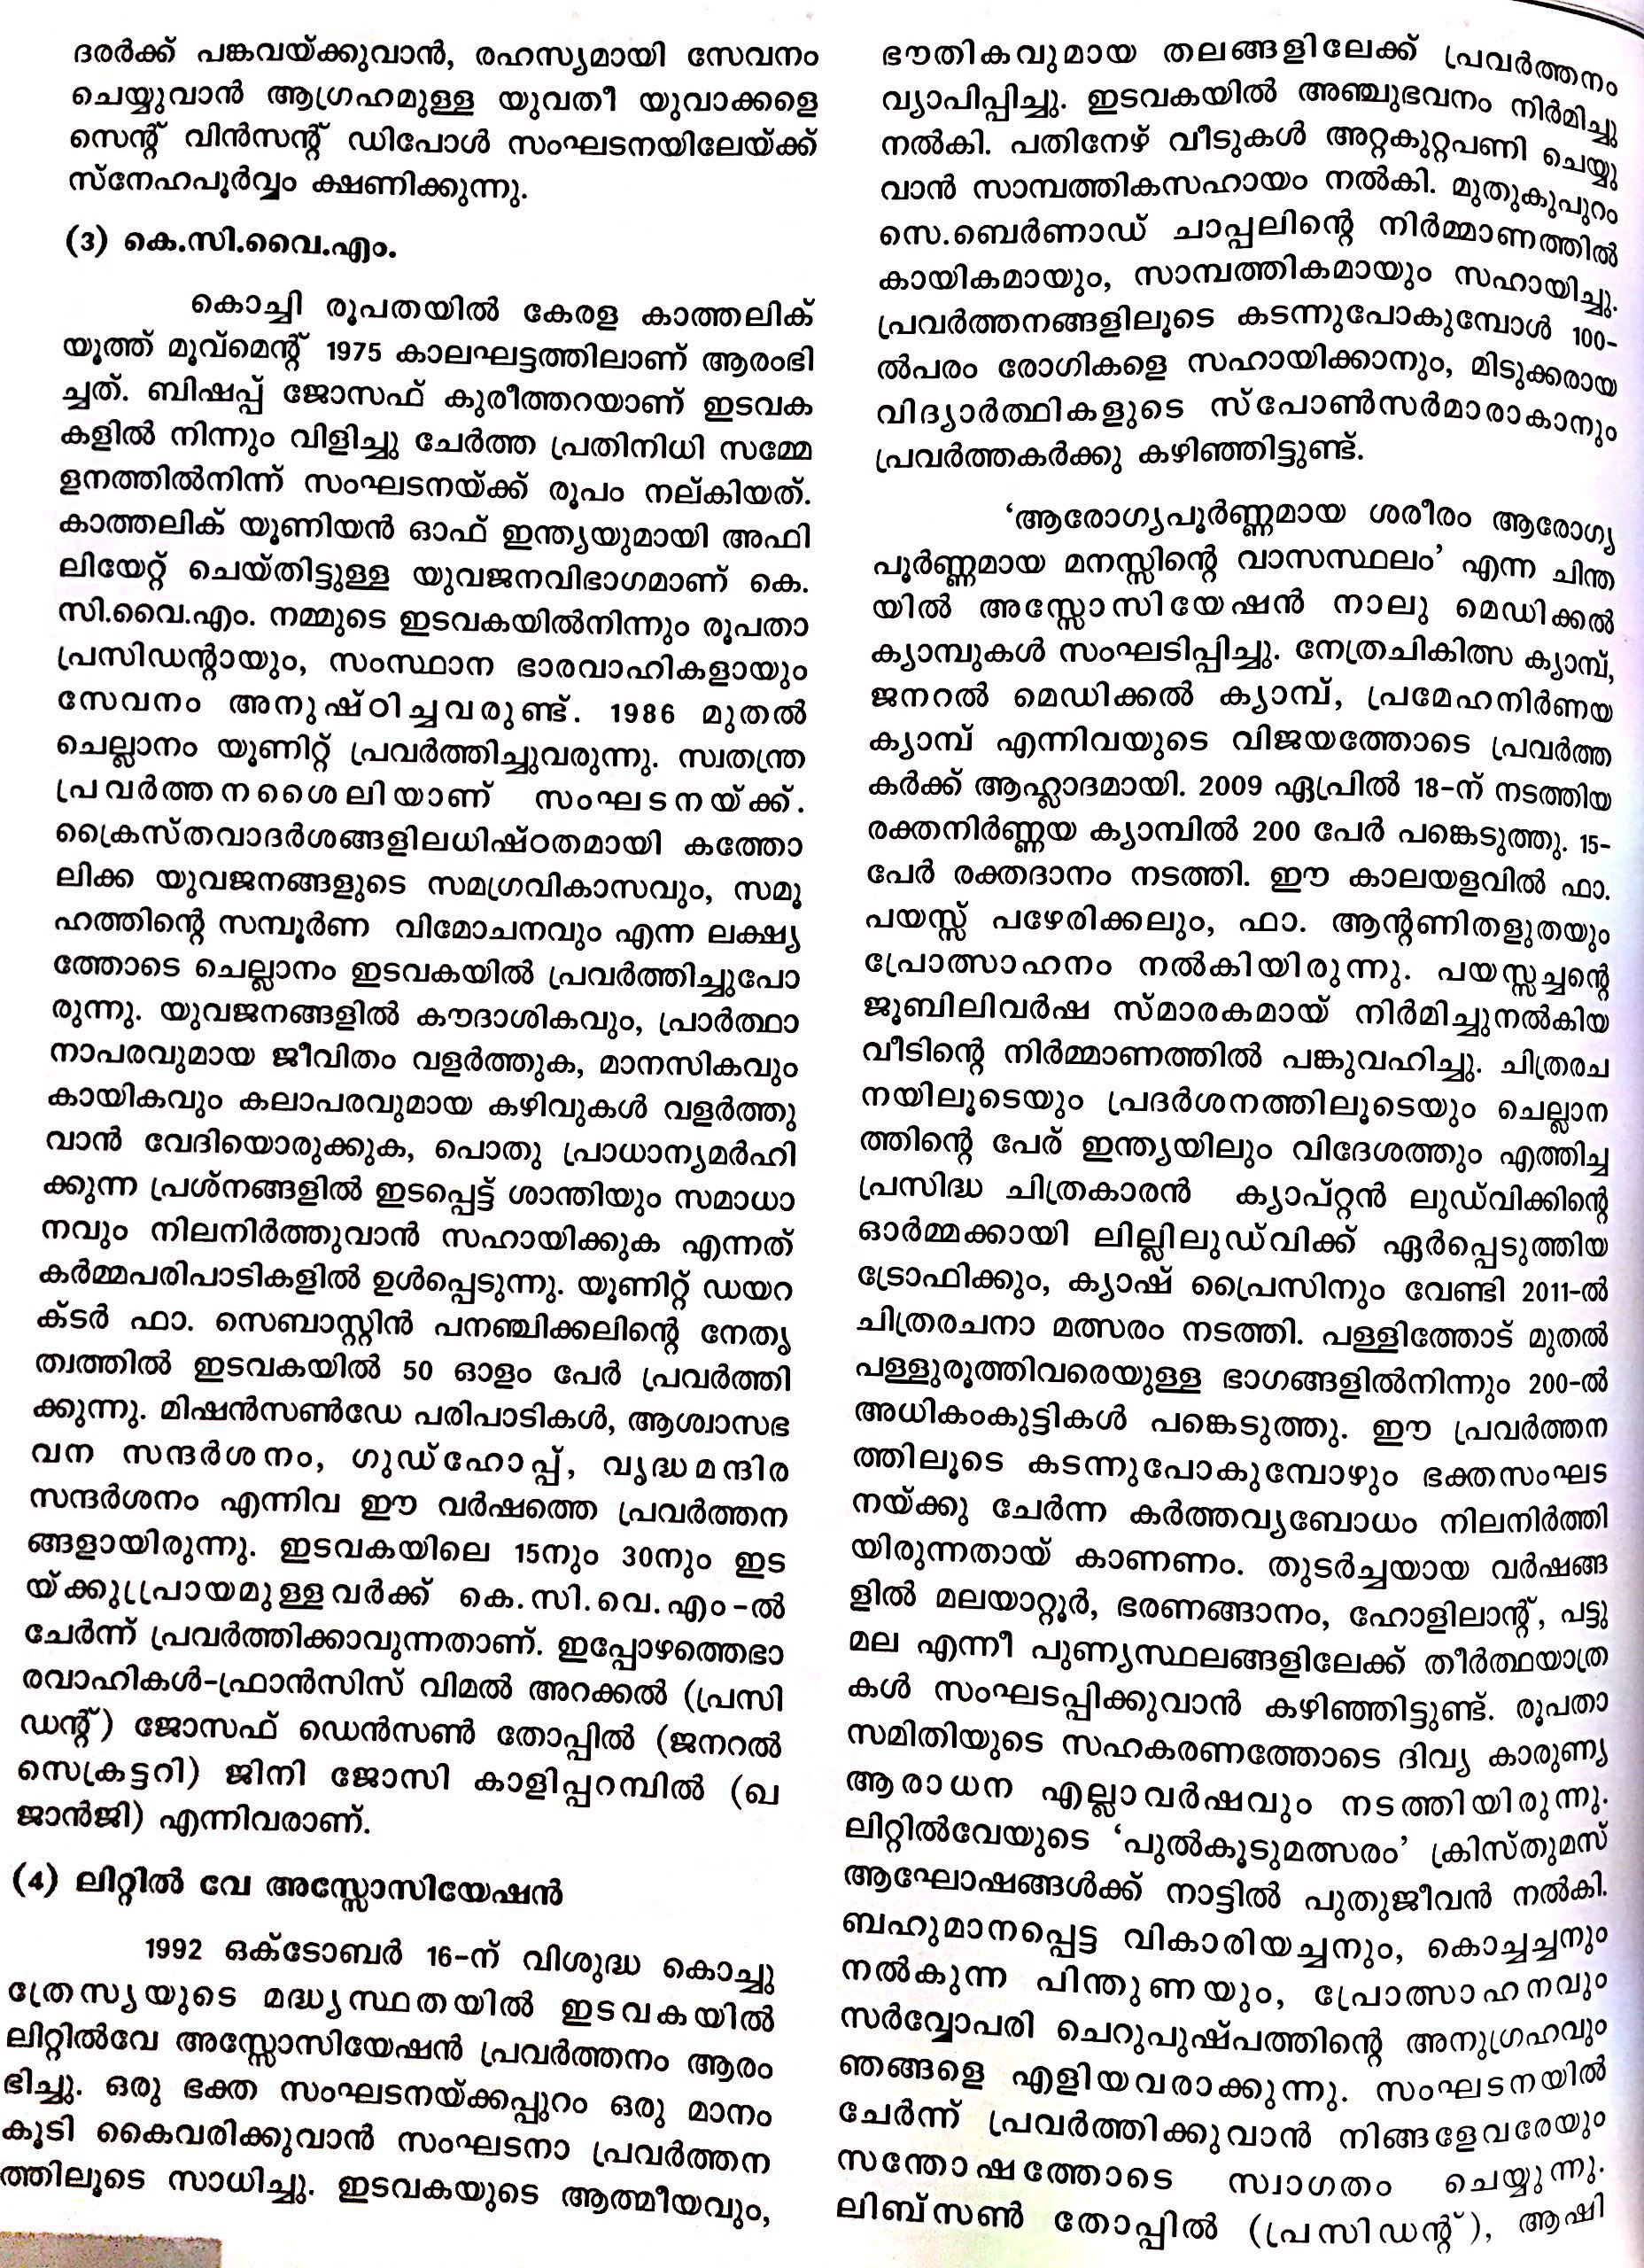 ദരർക്ക് പങ്കവയ്ക്കുവാൻ, രഹസ്യമായി സേവനം
ചെയ്യുവാൻ ആഗ്രഹമുള്ള യുവതീ യുവാക്കളെ
സെന്റ് വിൻസന്റ് ഡിപോൾ സംഘടനയിലേയ്ക്ക്
സ്നേഹപൂർവ്വം ക്ഷണിക്കുന്നു.
(3) കെ.സി.വൈ.എം.
കൊച്ചി രൂപതയിൽ കേരള കാത്തലിക്
യൂത്ത് മൂവ്മെന്റ് 1975 കാലഘട്ടത്തിലാണ് ആരംഭി
ച്ചത്. ബിഷപ്പ് ജോസഫ് കുരീത്തറയാണ് ഇടവക
കളിൽ നിന്നും വിളിച്ചു ചേർത്ത പ്രതിനിധി സമ്മേ
ളനത്തിൽനിന്ന് സംഘടനയ്ക്ക് രൂപം നല്കിയത്.
കാത്തലിക് യൂണിയൻ ഓഫ് ഇന്ത്യയുമായി അഫി
ലിയേറ്റ് ചെയ്തിട്ടുള്ള യുവജനവിഭാഗമാണ് കെ.
സി.വൈ.എം. നമ്മുടെ ഇടവകയിൽനിന്നും രൂപതാ
പ്രസിഡന്റായും, സംസ്ഥാന ഭാരവാഹികളായും
സേവനം അനുഷ്ഠിച്ചവരുണ്ട്. 1986 മുതൽ
ചെല്ലാനം യൂണിറ്റ് പ്രവർത്തിച്ചുവരുന്നു. സ്വതന്ത്ര
പ്രവർത്തനശൈലിയാണ് സംഘടനയ്ക്ക്.
ക്രൈസ്തവാദർശങ്ങളിലധിഷ്ഠതമായി കത്തോ
ലിക്ക യുവജനങ്ങളുടെ സമഗ്രവികാസവും, സമൂ
ഹത്തിന്റെ സമ്പൂർണ വിമോചനവും എന്ന ലക്ഷ്യ
ത്തോടെ ചെല്ലാനം ഇടവകയിൽ പ്രവർത്തിച്ചുപോ
രുന്നു. യുവജനങ്ങളിൽ കൗദാശികവും, പ്രാർത്ഥാ
നാപരവുമായ ജീവിതം വളർത്തുക, മാനസികവും
കായികവും കലാപരവുമായ കഴിവുകൾ വളർത്തു
വാൻ വേദിയൊരുക്കുക, പൊതു പ്രാധാന്യമർഹി
ക്കുന്ന പ്രശ്നങ്ങളിൽ ഇടപ്പെട്ട് ശാന്തിയും സമാധാ
നവും നിലനിർത്തുവാൻ സഹായിക്കുക എന്നത്
കർമ്മപരിപാടികളിൽ ഉൾപ്പെടുന്നു. യൂണിറ്റ് ഡയറ
ക്ടർ ഫാ. സെബാസ്റ്റിൻ പനഞ്ചിക്കലിന്റെ നേതൃ
ത്വത്തിൽ ഇടവകയിൽ 50 ഓളം പേർ പ്രവർത്തി
ക്കുന്നു. മിഷൻസൺഡേ പരിപാടികൾ, ആശ്വാസഭ
വന സന്ദർശനം, ഗുഡ്ഹോപ്പ്, വൃദ്ധമന്ദിര
സന്ദർശനം എന്നിവ ഈ വർഷത്തെ പ്രവർത്തന
ങ്ങളായിരുന്നു. ഇടവകയിലെ 15നും 30നും ഇട
യ്ക്കുപ്രായമുള്ളവർക്ക് കെ.സി.വെ.എം-ൽ
ചേർന്ന് പ്രവർത്തിക്കാവുന്നതാണ്. ഇപ്പോഴത്തെഭാ
രവാഹികൾ-ഫ്രാൻസിസ് വിമൽ അറക്കൽ (പ്രസി
ഡന്റ്) ജോസഫ് ഡെൻസൺ തോപ്പിൽ (ജനറൽ
സെക്രട്ടറി) ജിനി ജോസി കാളിപ്പറമ്പിൽ (ഖ
ജാൻജി) എന്നിവരാണ്.
(4) ലിറ്റിൽ വേ അസ്സോസിയേഷൻ
1992 ഒക്ടോബർ 16-ന് വിശുദ്ധ കൊച്ചു
ത്രേസ്യയുടെ മദ്ധ്യസ്ഥതയിൽ ഇടവകയിൽ
ലിറ്റിൽവേ അസ്സോസിയേഷൻ പ്രവർത്തനം ആരം
ഭിച്ചു. ഒരു ഭക്ത സംഘടനയ്ക്കപ്പുറം ഒരു മാനം
കൂടി കൈവരിക്കുവാൻ സംഘടനാ പ്രവർത്തന
ത്തിലൂടെ സാധിച്ചു. ഇടവകയുടെ ആത്മീയവും,
ഭൗതികവുമായ തലങ്ങളിലേക്ക് പ്രവർത്തനം
വ്യാപിപ്പിച്ചു. ഇടവകയിൽ അഞ്ചുഭവനം നിർമിച്ചു
നൽകി. പതിനേഴ് വീടുകൾ അറ്റകുറ്റപണി ചെയ്യു
വാൻ സാമ്പത്തികസഹായം നൽകി. മുതുകുപുറം
സെ.ബെർണാഡ് ചാപ്പലിന്റെ നിർമ്മാണത്തിൽ
കായികമായും, സാമ്പത്തികമായും സഹായിച്ചു.
പ്രവർത്തനങ്ങളിലൂടെ കടന്നുപോകുമ്പോൾ 100-
ൽപരം രോഗികളെ സഹായിക്കാനും, മിടുക്കരായ
വിദ്യാർത്ഥികളുടെ സ്പോൺസർമാരാകാനും
പ്രവർത്തകർക്കു കഴിഞ്ഞിട്ടുണ്ട്.
‘ആരോഗ്യപൂർണ്ണമായ ശരീരം ആരോഗ്യ
പൂർണ്ണമായ മനസ്സിന്റെ വാസസ്ഥലം’ എന്ന ചിന്ത
യിൽ അസ്സോസിയേഷൻ നാലു മെഡിക്കൽ
ക്യാമ്പുകൾ സംഘടിപ്പിച്ചു. നേത്രചികിത്സ ക്യാമ്പ്,
ജനറൽ മെഡിക്കൽ ക്യാമ്പ്, പ്രമേഹനിർണയ
ക്യാമ്പ് എന്നിവയുടെ വിജയത്തോടെ പ്രവർത്ത
കർക്ക് ആഹ്ലാദമായി. 2009 ഏപ്രിൽ 18-ന് നടത്തിയ
രക്തനിർണ്ണയ ക്യാമ്പിൽ 200 പേർ പങ്കെടുത്തു. 15-
പേർ രക്തദാനം നടത്തി. ഈ കാലയളവിൽ ഫാ.
പയസ്സ് പഴേരിക്കലും, ഫാ. ആന്റണിതളുതയും
പ്രോത്സാഹനം നൽകിയിരുന്നു. പയസ്സച്ചന്റെ
ജൂബിലിവർഷ സ്മാരകമായ് നിർമിച്ചുനൽകിയ
വീടിന്റെ നിർമ്മാണത്തിൽ പങ്കുവഹിച്ചു. ചിത്രരച
നയിലൂടെയും പ്രദർശനത്തിലൂടെയും ചെല്ലാന
ത്തിന്റെ പേര് ഇന്ത്യയിലും വിദേശത്തും എത്തിച്ച
പ്രസിദ്ധ ചിത്രകാരൻ ക്യാപ്റ്റൻ ലുഡ്വിക്കിന്റെ
ഓർമ്മക്കായി ലില്ലിലുഡ്വിക്ക് ഏർപ്പെടുത്തിയ
ട്രോഫിക്കും, ക്യാഷ് പ്രൈസിനും വേണ്ടി 2011-ൽ
ചിത്രരചനാ മത്സരം നടത്തി. പള്ളിത്തോട് മുതൽ
പള്ളുരുത്തിവരെയുള്ള ഭാഗങ്ങളിൽനിന്നും 200-ൽ
അധികംകുട്ടികൾ പങ്കെടുത്തു. ഈ പ്രവർത്തന
ത്തിലൂടെ കടന്നുപോകുമ്പോഴും ഭക്തസംഘട
നയ്ക്കു ചേർന്ന കർത്തവ്യബോധം നിലനിർത്തി
യിരുന്നതായ് കാണണം. തുടർച്ചയായ വർഷങ്ങ
ളിൽ മലയാറ്റൂർ, ഭരണങ്ങാനം, ഹോളിലാന്റ്, പട്ടു
മല എന്നീ പുണ്യസ്ഥലങ്ങളിലേക്ക് തീർത്ഥയാത്ര
കൾ സംഘടപ്പിക്കുവാൻ കഴിഞ്ഞിട്ടുണ്ട്. രൂപതാ
സമിതിയുടെ സഹകരണത്തോടെ ദിവ്യ കാരുണ്യ
ആരാധന എല്ലാവർഷവും നടത്തിയിരുന്നു.
ലിറ്റിൽവേയുടെ ‘പുൽകൂടുമത്സരം’ ക്രിസ്തുമസ്
ആഘോഷങ്ങൾക്ക് നാട്ടിൽ പുതുജീവൻ നൽകി.
ബഹുമാനപ്പെട്ട വികാരിയച്ചനും, കൊച്ചച്ചനും
നൽകുന്ന പിന്തുണയും, പ്രോത്സാഹനവും
സർവ്വോപരി ചെറുപുഷ്പത്തിന്റെ അനുഗ്രഹവും
ഞങ്ങളെ എളിയവരാക്കുന്നു. സംഘടനയിൽ
ചേർന്ന് പ്രവർത്തിക്കുവാൻ നിങ്ങളേവരേയും
സന്തോഷത്തോടെ സ്വാഗതം ചെയ്യുന്നു.
ലിബ്സൺ തോപ്പിൽ (പ്രസിഡന്റ്), ആഷി